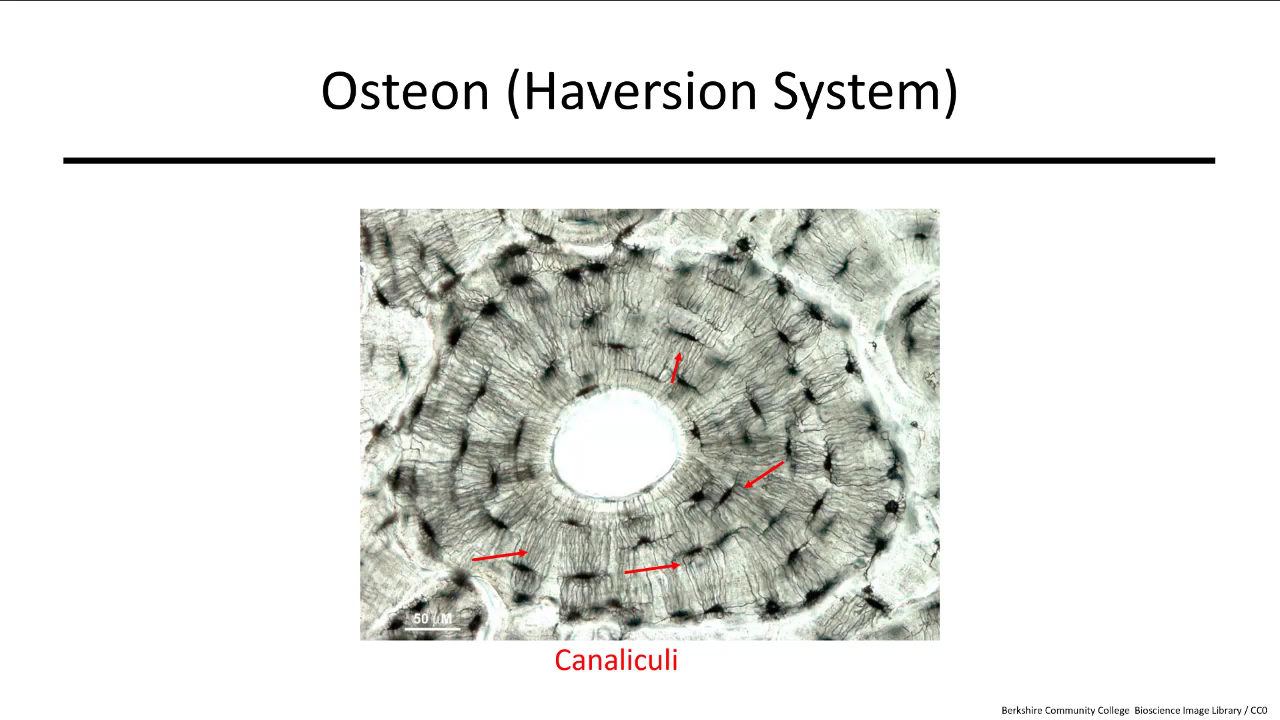 Osteon (Haversion System)
50 µM
Canaliculi
Berkshire Community College Bioscience Image Library / CC0